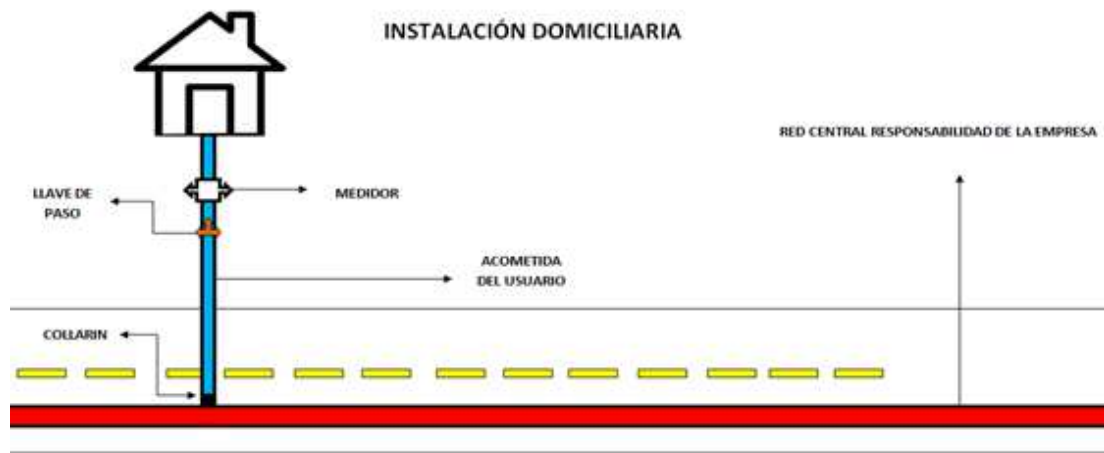 INSTALACIÓN DOMICILIARIA
RED CENTRAL RESPONSABILIDAD DE LA EMPRESA
LLAVE DE
PASO
MEDIDOR
ACOMETIDA
DEL USUARIO
COLLARIN